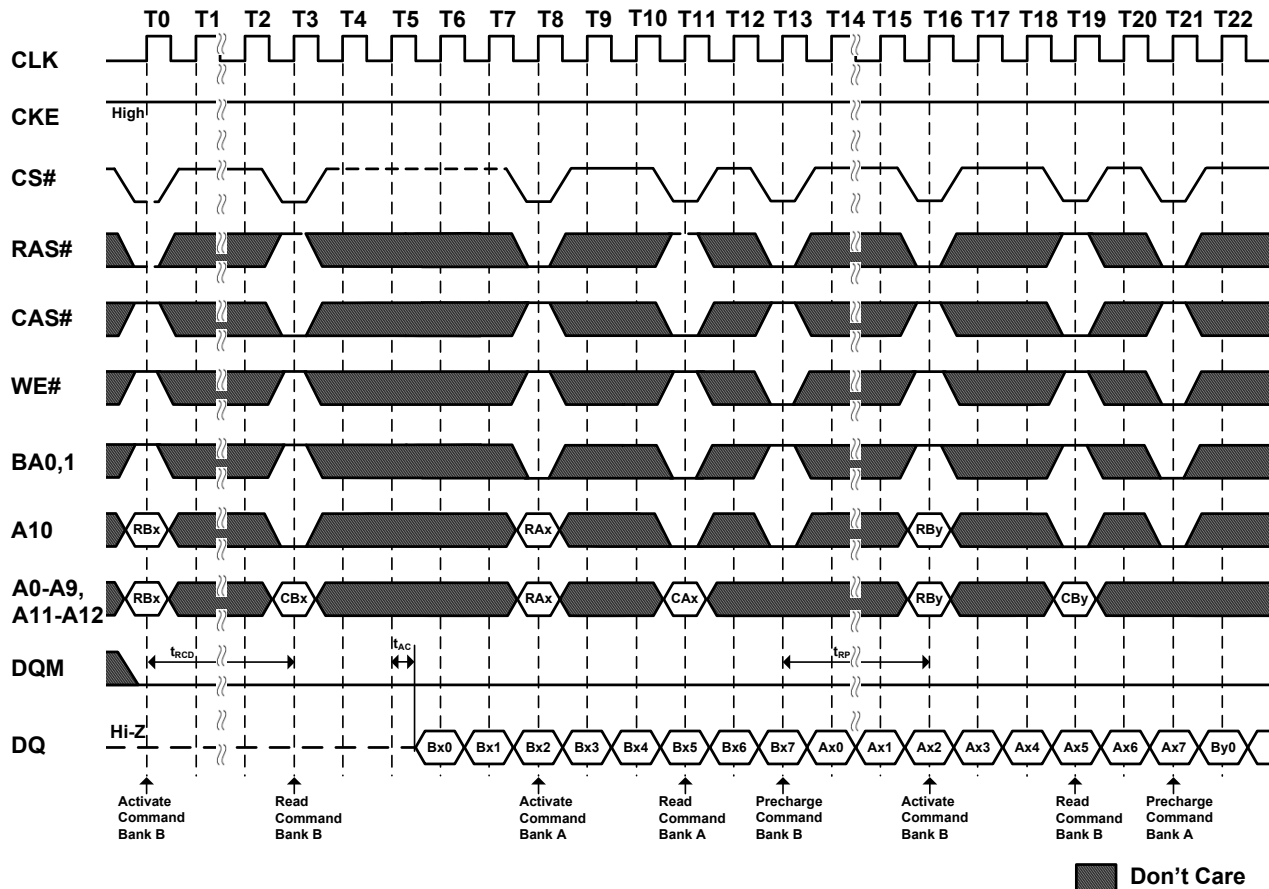 T0 T1 T2 T3 T4 T5 T6 T7 T8 T9 T10 T11 T12 T13 T14 T15 T16 T17 T18 T19 T20 T21 T22
CLK
CKE
High
CS#
RAS#
CAS#
WE#
BA0,1
A10
RBx RAx RBy
A0-A9,
A11-A12
RBx CBx RAx CAx RBy CBy
DQM
tRCD tAC tRP
DQ
Hi-Z
Bx0 Bx1 Bx2 Bx3 Bx4 Bx5 Bx6 Bx7 Ax0 Ax1 Ax2 Ax3 Ax4 Ax5 Ax6 Ax7 By0
Activate
Command
Bank B
Read
Command
Bank B
Activate
Command
Bank A
Read
Command
Bank A
Precharge
Command
Bank B
Activate
Command
Bank B
Read
Command
Bank B
Precharge
Command
Bank A
Don't Care